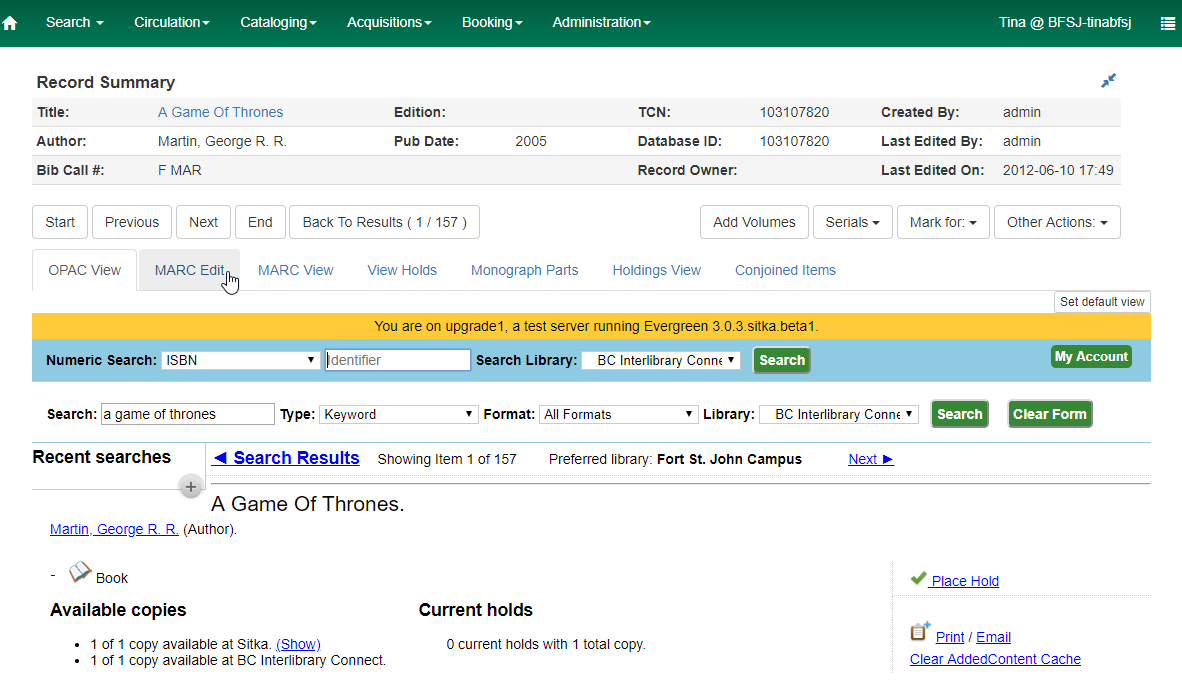 Search Circulation Cataloging Acquisitions Booking Administration Tina @ BFSJ-tinabfsj
Record Summary
Title: A Game Of Thrones Edition: TCN: 103107820 Created By: admin
Author: Martin, George R. R. Pub Date: 2005 Database ID: 103107820 Last Edited By: admin
Bib Call #: F MAR Record Owner: Last Edited On: 2012-06-10 17:49
Start Previous Next End Back To Results ( 1 / 157 ) Add Volumes Serials Mark for: Other Actions:
OPAC View MARC Edit MARC View View Holds Monograph Parts Holdings View Conjoined Items
Set default view
You are on upgrade1, a test server running Evergreen 3.0.3.sitka.beta1.
Numeric Search: ISBN Identifier Search Library: BC Interlibrary Conne Search My Account
Search: a game of thrones Type: Keyword Format: All Formats Library: BC Interlibrary Conne Search Clear Form
Recent searches ◄ Search Results Showing Item 1 of 157 Preferred library: Fort St. John Campus Next ►
+
A Game Of Thrones.
Martin, George R. R. (Author).
- Book
Place Hold
Available copies Current holds
• 1 of 1 copy available at Sitka. (Show) 0 current holds with 1 total copy.
• 1 of 1 copy available at BC Interlibrary Connect.
Print / Email
Clear AddedContent Cache